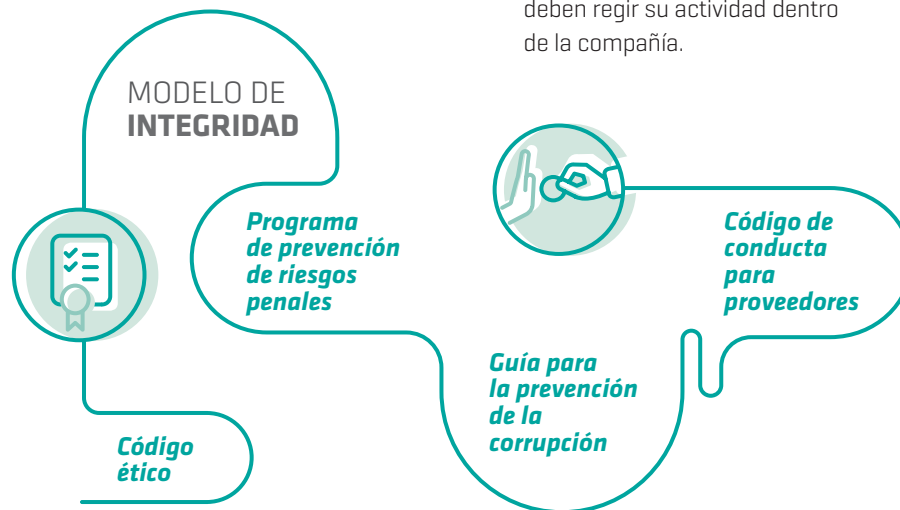 deben regir su actividad dentro
de la compañía.
MODELO DE
INTEGRIDAD
Programa
de prevención
de riesgos
penales
Código de
conducta
para
proveedores
Guía para
la prevención
de la
corrupción
Código
ético